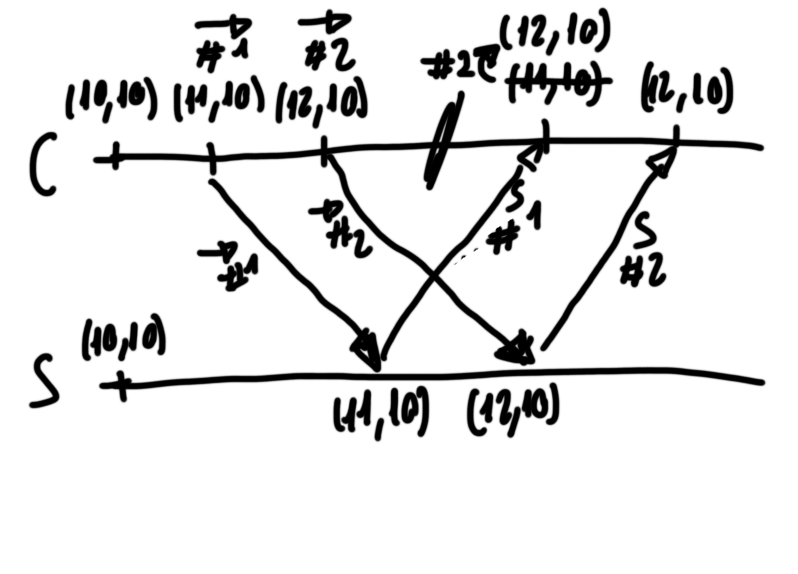 #1 #2
#2 (12,10)
(10,10) (11,10) (12,10) (11,10) (12,10)
C
#2 S #1
#1 S #2
(10,10)
S
(11,10) (12,10)